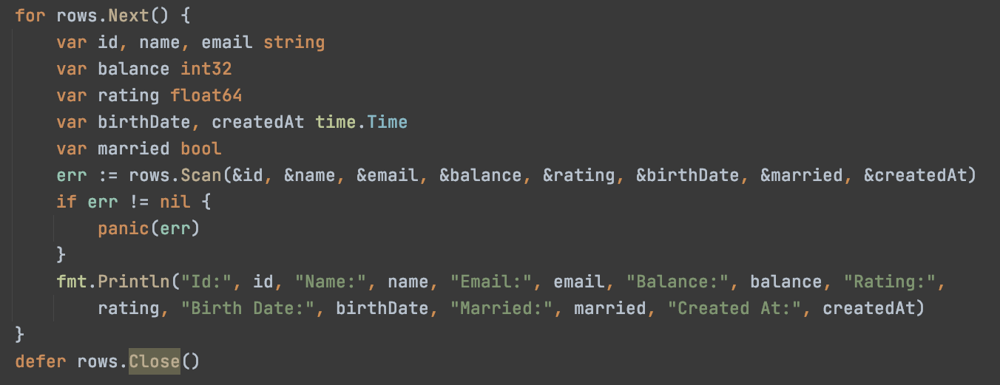 for rows.Next() {
    var id, name, email string
    var balance int32
    var rating float64
    var birthDate, createdAt time.Time
    var married bool
    err := rows.Scan(&id, &name, &email, &balance, &rating, &birthDate, &married, &createdAt)
    if err != nil {
        panic(err)
    }
    fmt.Println("Id:", id, "Name:", name, "Email:", email, "Balance:", balance, "Rating:",
        rating, "Birth Date:", birthDate, "Married:", married, "Created At:", createdAt)
}
defer rows.Close()